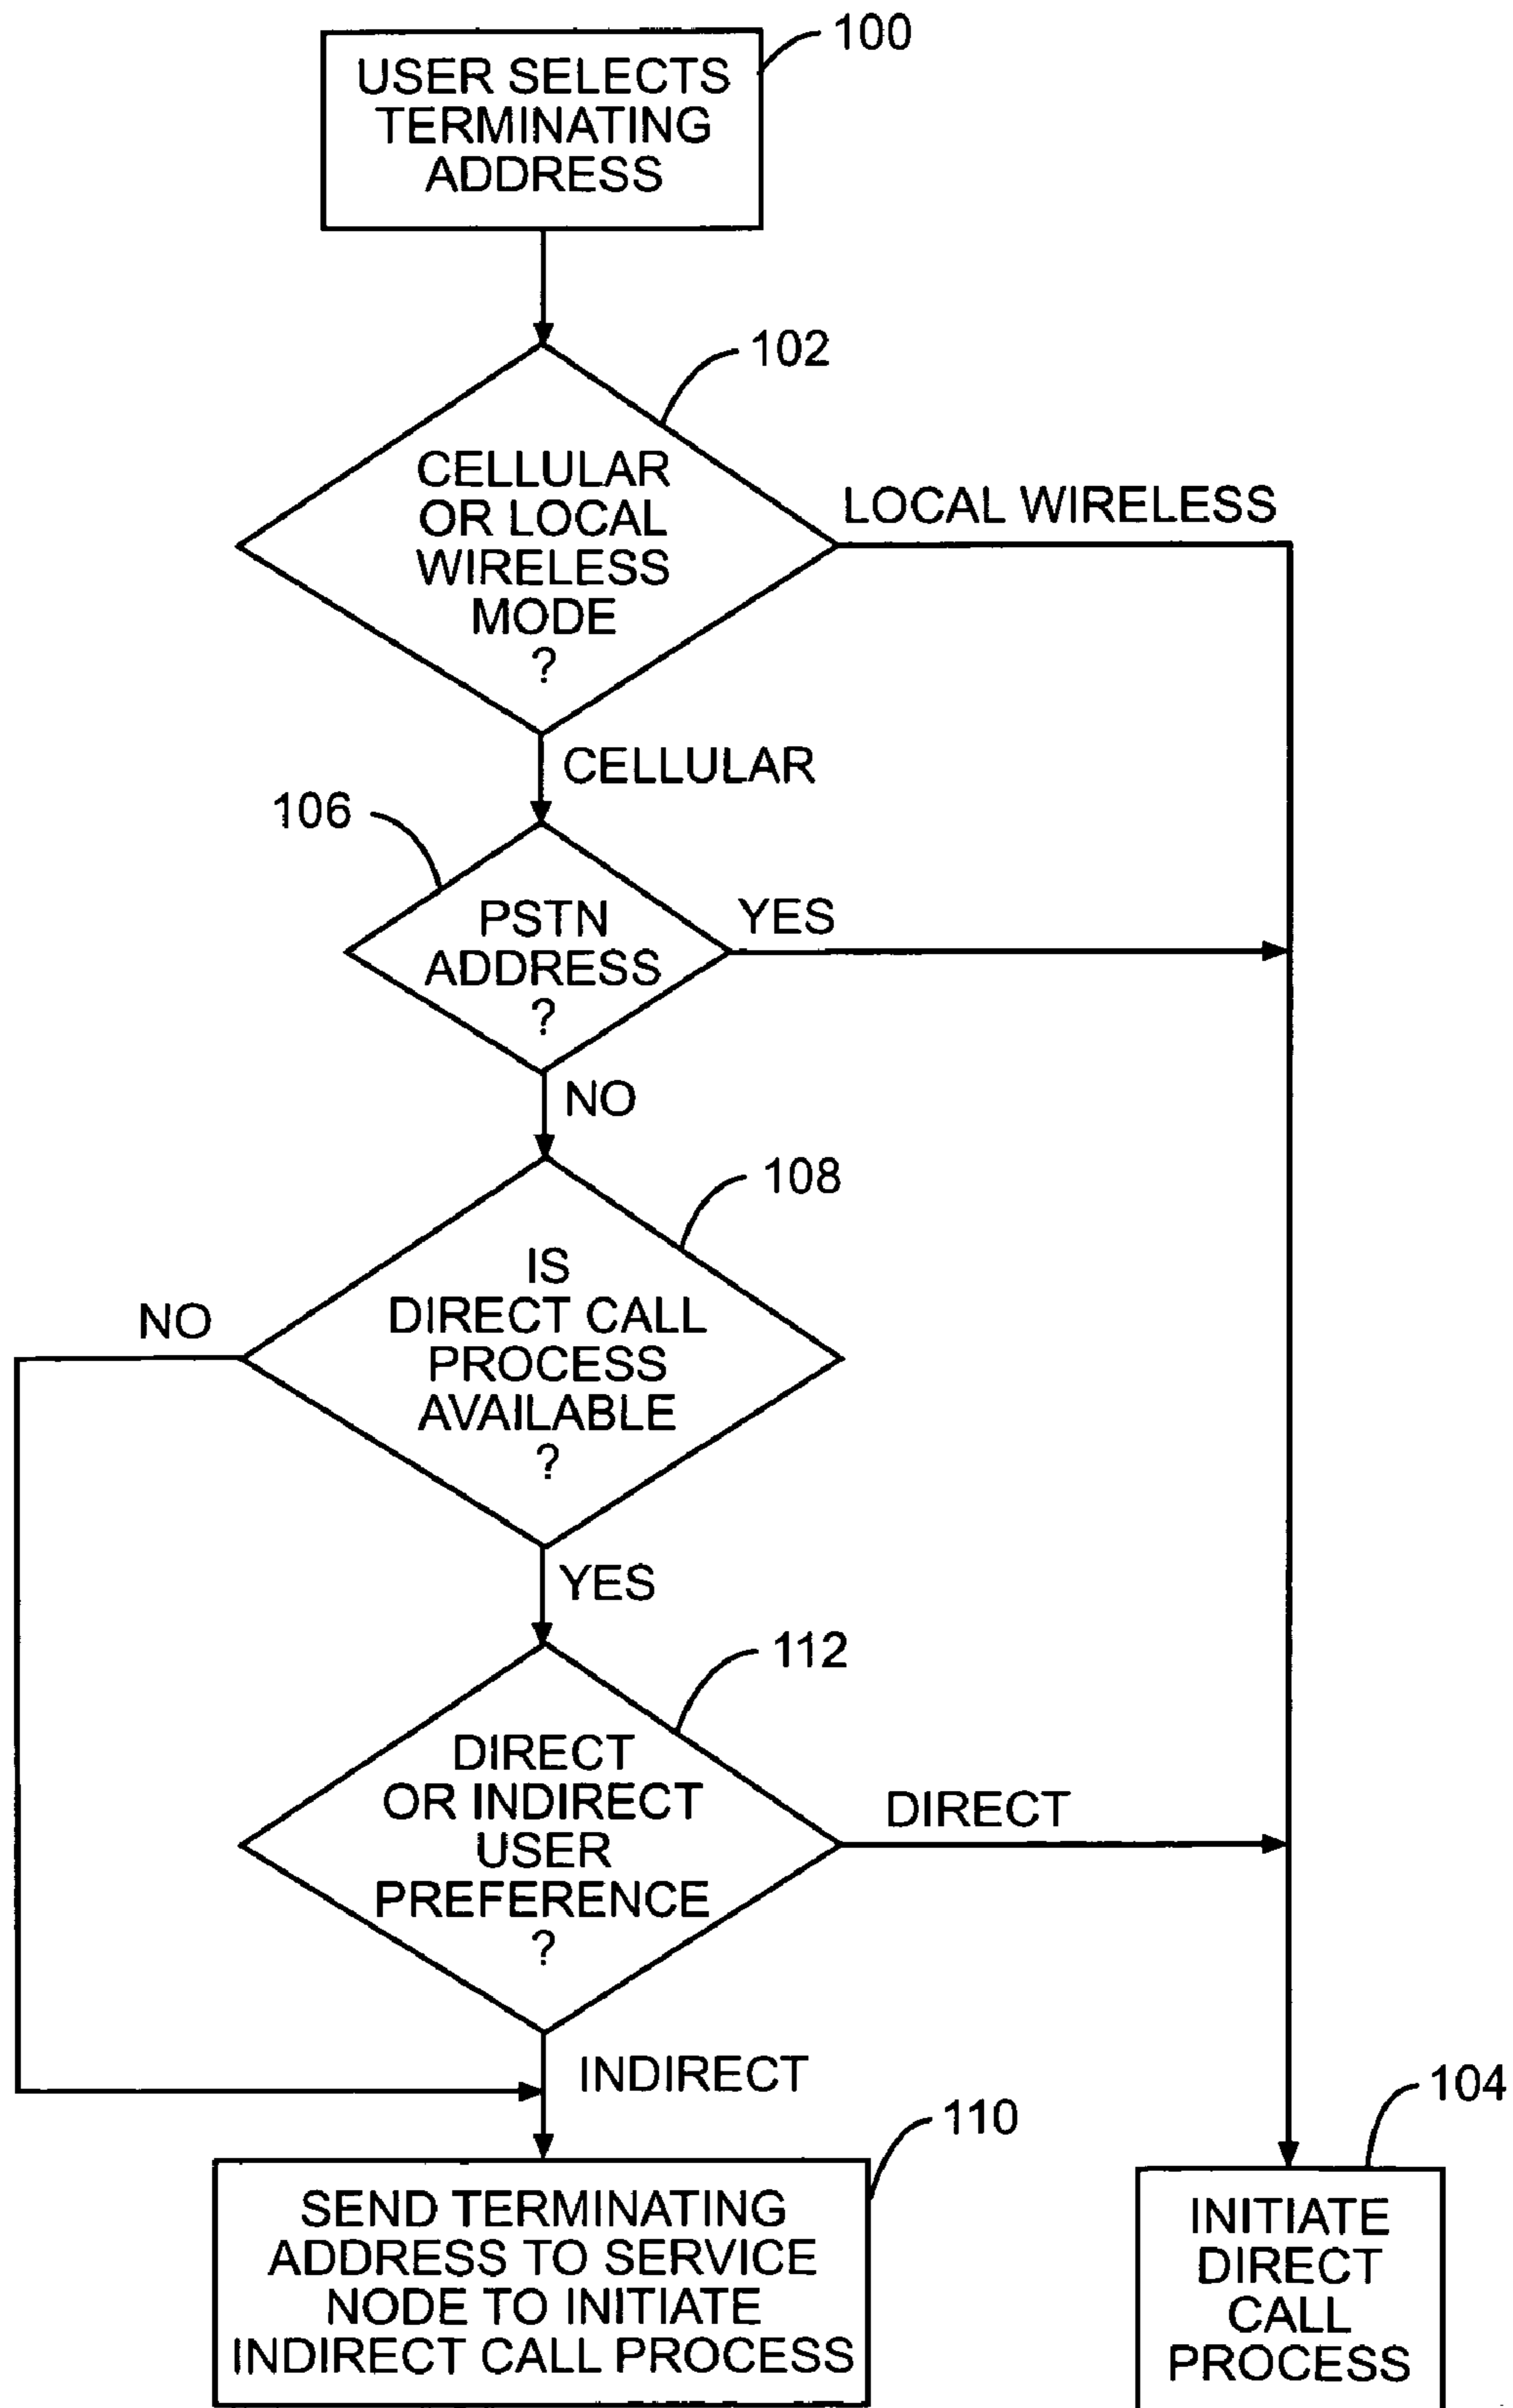 100
USER SELECTS
TERMINATING
ADDRESS
102
CELLULAR
OR LOCAL
WIRELESS
MODE
?
LOCAL WIRELESS
CELLULAR
106
PSTN
ADDRESS
?
YES
NO
108
IS
DIRECT CALL
PROCESS
AVAILABLE
?
NO
YES
112
DIRECT
OR INDIRECT
USER
PREFERENCE
?
DIRECT
INDIRECT
110
SEND TERMINATING
ADDRESS TO SERVICE
NODE TO INITIATE
INDIRECT CALL PROCESS
104
INITIATE
DIRECT
CALL
PROCESS